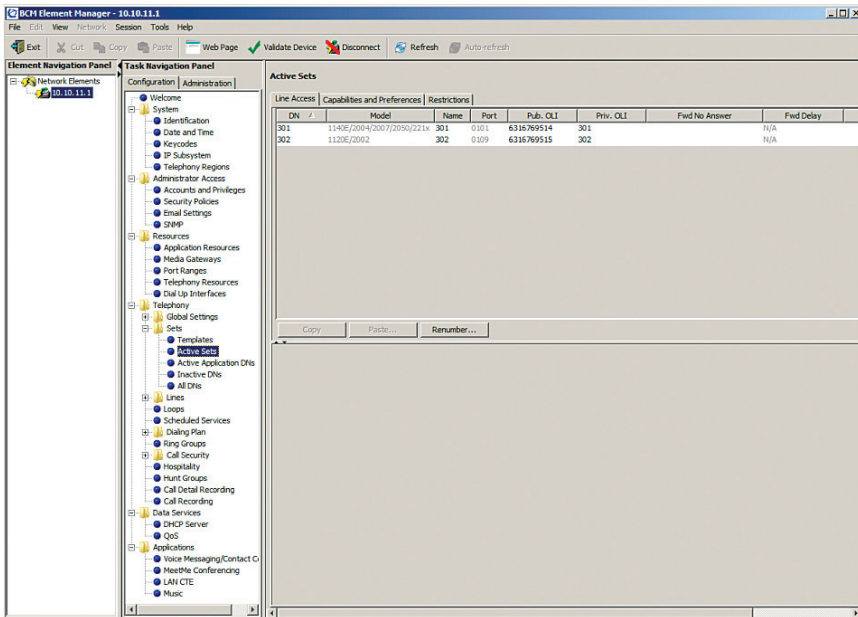 BCM Element Manager - 10.10.11.1
File Edit View Network Session Tools Help
Exit Cut Copy Paste Web Page Validate Device Disconnect Refresh Auto-refresh
Element Navigation Panel
Network Elements
10.10.11.1
Task Navigation Panel
Configuration Administration
Welcome
System
Identification
Date and Time
Keycodes
IP Subsystem
Telephony Regions
Administrator Access
Accounts and Privileges
Security Policies
Email Settings
SNMP
Resources
Application Resources
Media Gateways
Port Ranges
Telephony Resources
Dial Up Interfaces
Telephony
Global Settings
Sets
Templates
Active Sets
Active Application DNs
Inactive DNs
All DNs
Lines
Loops
Scheduled Services
Dialing Plan
Ring Groups
Call Security
Hospitality
Hunt Groups
Call Detail Recording
Call Recording
Data Services
DHCP Server
QoS
Applications
Voice Messaging/Contact C
MeetMe Conferencing
LAN CTE
Music
Active Sets
Line Access Capabilities and Preferences Restrictions
DN Model Name Port Pub. OLI Priv. OLI Fwd No Answer Fwd Delay
301 1140E/2004/2007/2050/221x 301 0101 6316769514 301 N/A
302 1120E/2002 302 0109 6316769515 302 N/A
Copy Paste... Renumber...